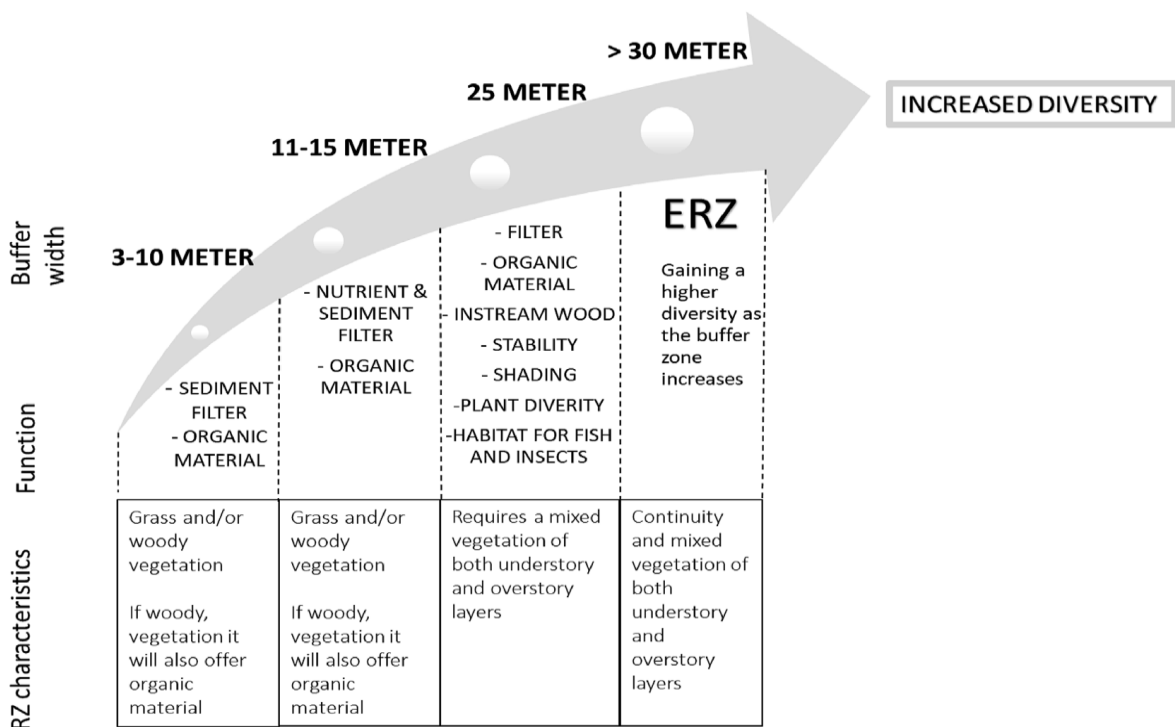 > 30 METER
25 METER
INCREASED DIVERSITY
11-15 METER
3-10 METER
Buffer
width
- SEDIMENT
FILTER
- ORGANIC
MATERIAL
- NUTRIENT &
SEDIMENT
FILTER
- ORGANIC
MATERIAL
- FILTER
- ORGANIC
MATERIAL
- INSTREAM WOOD
- STABILITY
- SHADING
-PLANT DIVERITY
-HABITAT FOR FISH
AND INSECTS
ERZ
Gaining a
higher
diversity as
the buffer
zone
increases
Function
RZ characteristics
Grass and/or
woody
vegetation
If woody,
vegetation it
will also offer
organic
material
Grass and/or
woody
vegetation
If woody,
vegetation it
will also offer
organic
material
Requires a mixed
vegetation of
both understory
and overstory
layers
Continuity
and mixed
vegetation of
both
understory
and
overstory
layers